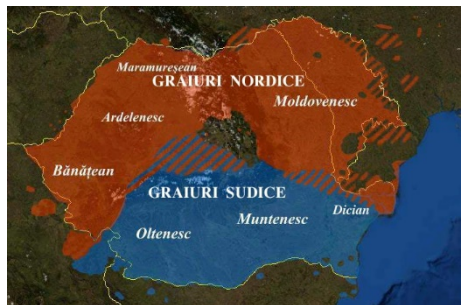 Maramureșean
GRAIURI NORDICE
Moldovenesc
Ardelenesc
Bănățean
GRAIURI SUDICE
Dician
Muntenesc
Oltenesc